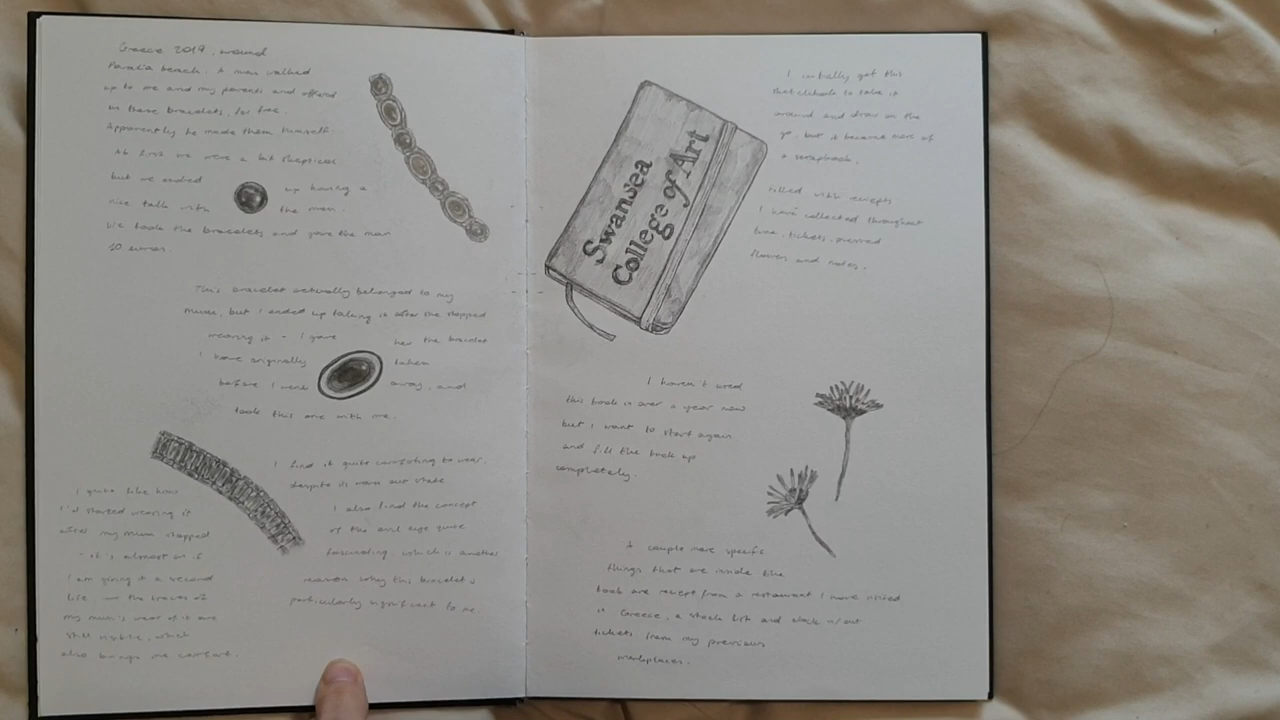 Greece 2019, around
Paralia beach. A man walked
up to me and my parents and offered
us these bracelets, for free.
Apparently he made them himself.
At first we were a bit skeptical
but we ended up having a
nice talk with the man.
We took the bracelets and gave the man
10 euros.
This bracelet actually belonged to my
mum, but I ended up taking it after she stopped
wearing it - I gave her the bracelet
I have originally taken
before I went away, and
took this one with me.
I find it quite comforting to wear,
despite its worn out state
I also find the concept
of the evil eye quite
fascinating, which is another
reason why this bracelet is
particularly significant to me.
I quite like how
I'd started wearing it
after my mum stopped
- it's almost as if
I am giving it a second
life - the traces of
my mum's wear of it are
still visible, which
also brings me comfort.
Swansea
College of Art
I initially got this
sketchbook to take it
around and draw on the
go, but it became more of
a scrapbook.
Filled with receipts
I have collected throughout
time, tickets, pressed
flowers and notes.
I haven't used
this book in over a year now
but I want to start again
and fill the book up
completely.
A couple more specific
things that are inside the
book are receipt from a restaurant I have visited
in Greece, a stock list and clock in/out
tickets from my previous
workplaces.